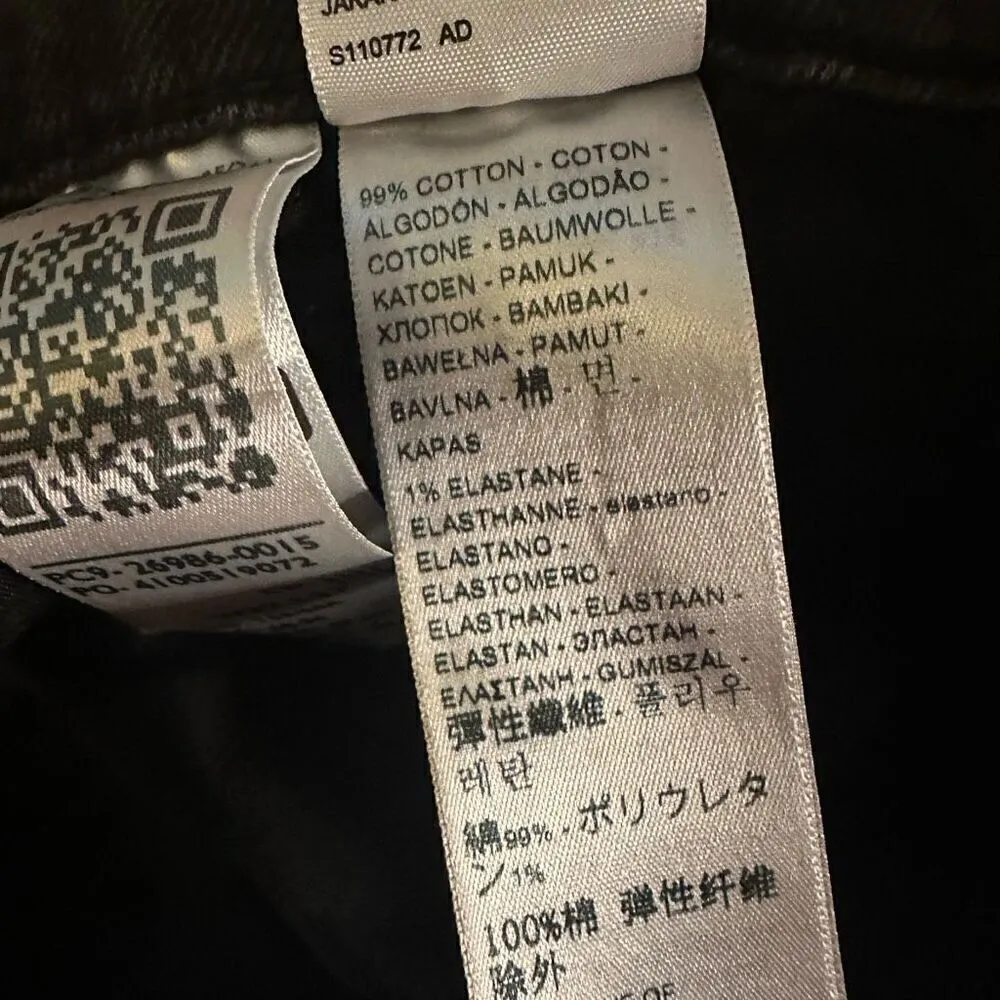 S110772 AD
99% COTTON - COTON -
ALGODÓN - ALGODÃO -
COTONE - BAUMWOLLE -
KATOEN - PAMUK -
ХЛОПОК - BAMBAKI -
BAWEŁNA - PAMUT -
BAVLNA - 棉 - 면 -
KAPAS
1% ELASTANE -
ELASTHANNE - elastano -
ELASTANO -
ELASTOMERO -
ELASTHAN - ELASTAAN -
ELASTAN - ЭЛАСТАН -
ΕΛΑΣΤΑΝΗ - GUMISZÁL -
彈性纖維 - 폴리우
레탄
綿99% - ポリウレタ
ン1%
100%棉 弹性纤维
除外
PC9- 26986-0015
PO- 4100519072